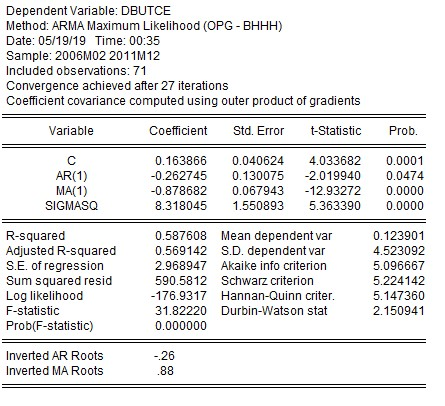 Dependent Variable: DBUTCE
Method: ARMA Maximum Likelihood (OPG - BHHH)
Date: 05/19/19 Time: 00:35
Sample: 2006M02 2011M12
Included observations: 71
Convergence achieved after 27 iterations
Coefficient covariance computed using outer product of gradients
Variable Coefficient Std. Error t-Statistic Prob.
C 0.163866 0.040624 4.033682 0.0001
AR(1) -0.262745 0.130075 -2.019940 0.0474
MA(1) -0.878682 0.067943 -12.93272 0.0000
SIGMASQ 8.318045 1.550893 5.363390 0.0000
R-squared 0.587608 Mean dependent var 0.123901
Adjusted R-squared 0.569142 S.D. dependent var 4.523092
S.E. of regression 2.968947 Akaike info criterion 5.096667
Sum squared resid 590.5812 Schwarz criterion 5.224142
Log likelihood -176.9317 Hannan-Quinn criter. 5.147360
F-statistic 31.82220 Durbin-Watson stat 2.150941
Prob(F-statistic) 0.000000
Inverted AR Roots -.26
Inverted MA Roots .88